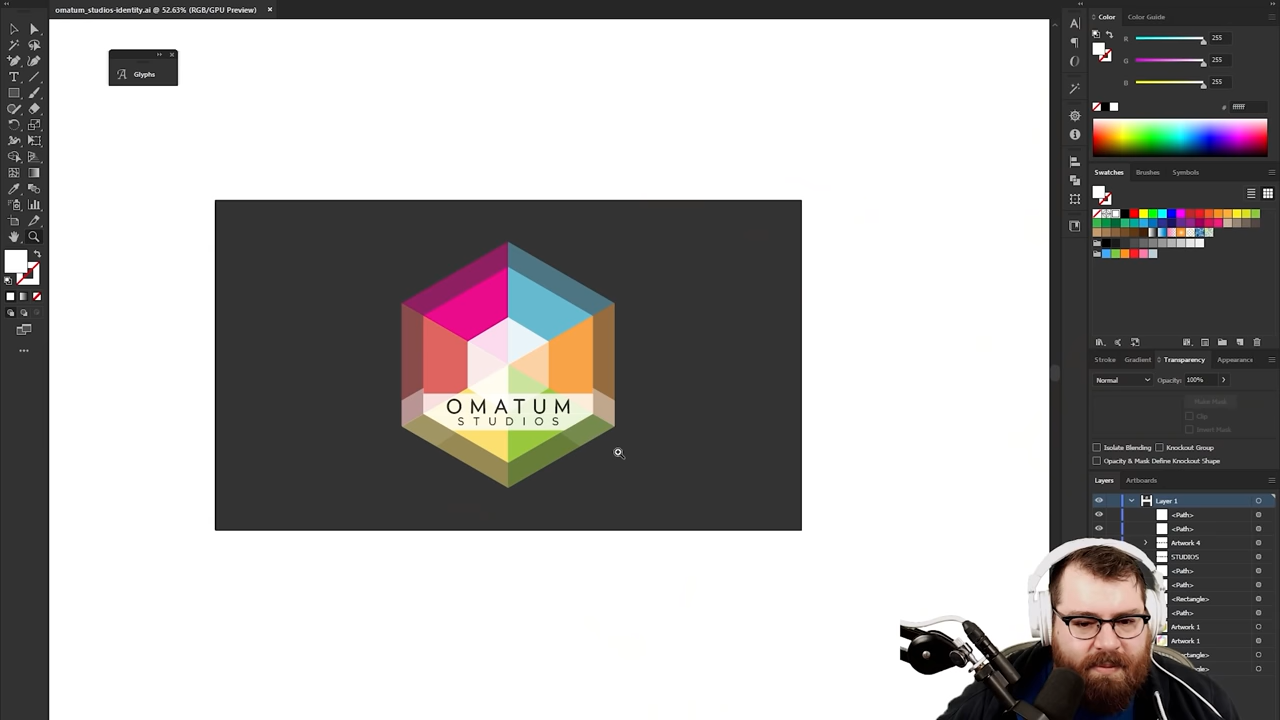 omatum_studios-identity.ai @ 52.63% (RGB/GPU Preview)
Glyphs
OMATUM
STUDIOS
Color
Color Guide
R
255
G
255
B
255
#
ffffff
Swatches
Brushes
Symbols
Stroke
Gradient
Transparency
Appearance
Normal
Opacity:
100%
Make Mask
Clip
Invert Mask
Isolate Blending
Knockout Group
Opacity & Mask Define Knockout Shape
Layers
Artboards
Layer 1
<Path>
<Path>
Artwork 4
STUDIOS
<Path>
<Path>
<Rectangle>
<Path>
Artwork 1
Artwork 1